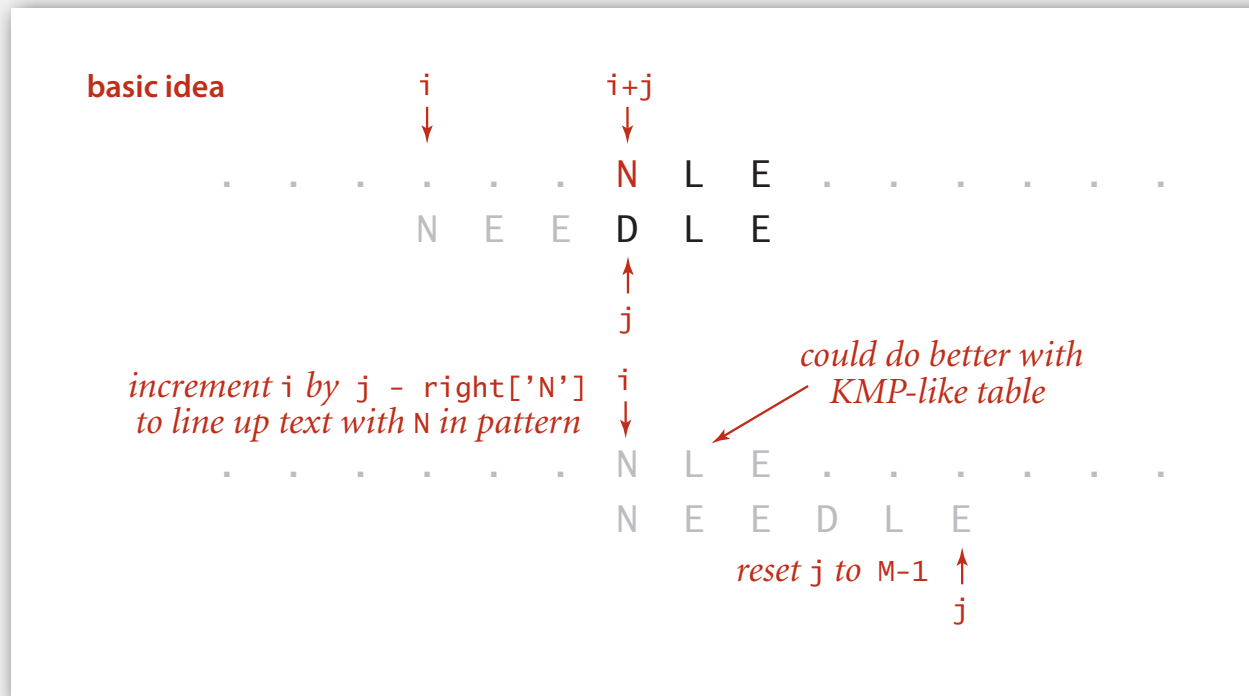 basic idea i i+j
. . . . . . N L E . . . . . .
N E E D L E
j
could do better with
KMP-like table
increment i by j - right['N'] i
to line up text with N in pattern
. . . . . . N L E . . . . . .
N E E D L E
reset j to M-1
j